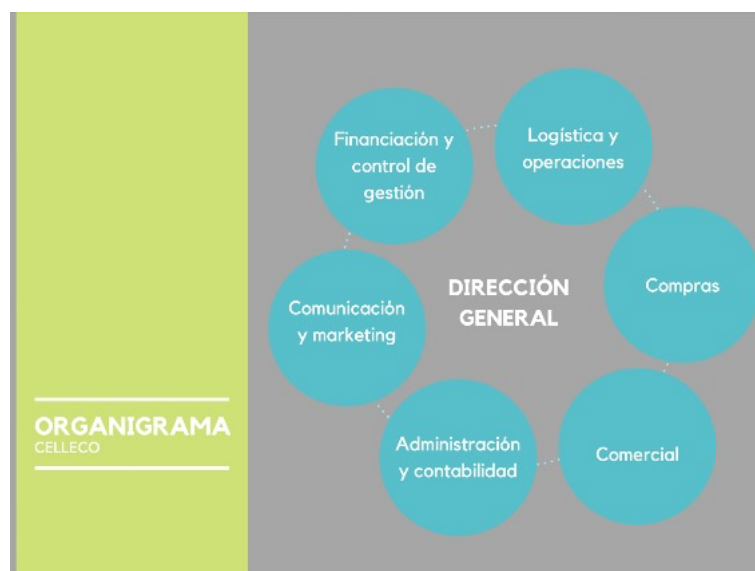 Financiación y
control de
gestión
Logística y
operaciones
Compras
Comercial
Administración
y contabilidad
Comunicación
y marketing
DIRECCIÓN
GENERAL
ORGANIGRAMA
CELLECO